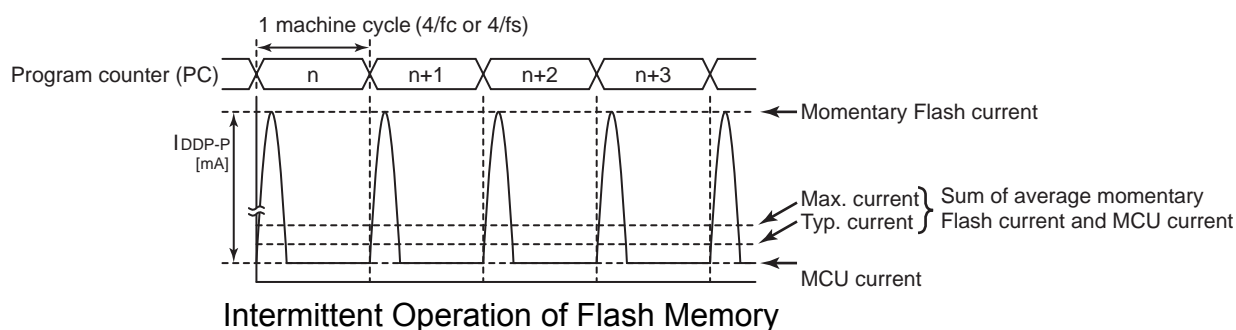 1 machine cycle (4/fc or 4/fs)
Program counter (PC)
n
n+1
n+2
n+3
Momentary Flash current
IDDP-P
[mA]
Max. current
Typ. current
Sum of average momentary
Flash current and MCU current
MCU current
Intermittent Operation of Flash Memory